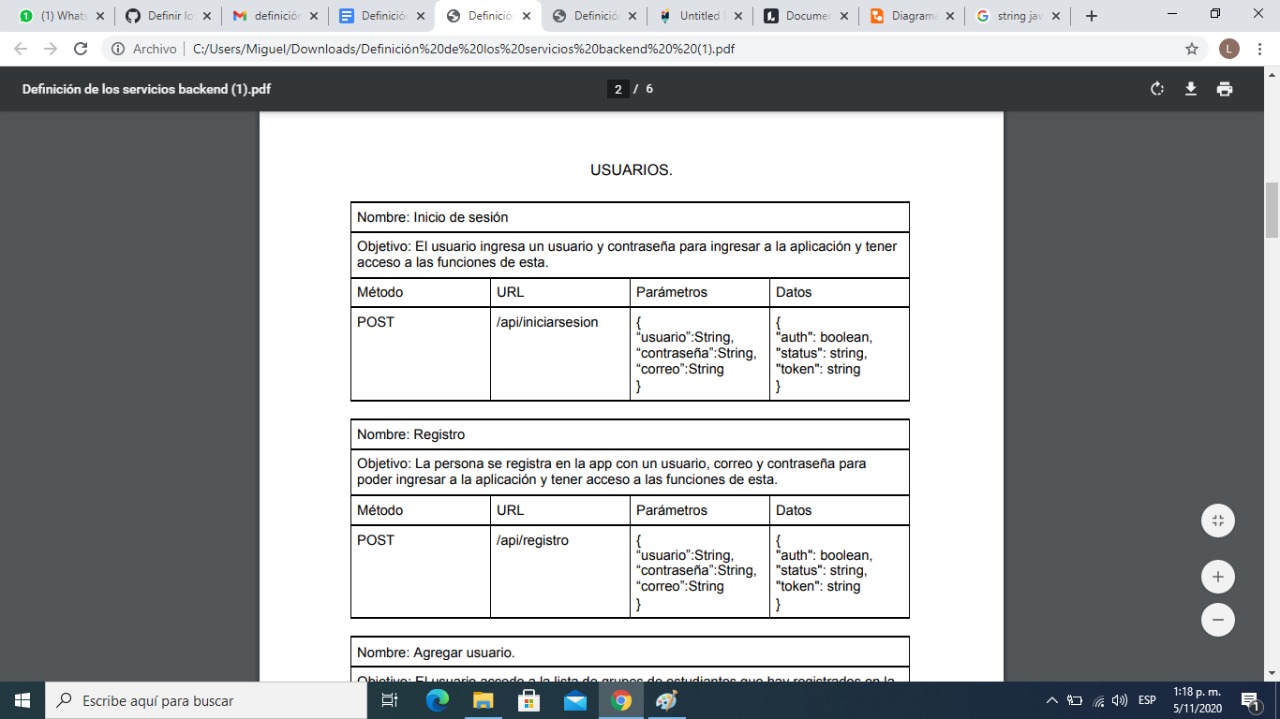 (1) Whats
Definir lo
definición
Definición
Definició
Definició
Untitled
Documen
Diagrama
string jav
Archivo
C:/Users/Miguel/Downloads/Definición%20de%20los%20servicios%20backend%20%20(1).pdf
L
Definición de los servicios backend (1).pdf
2 / 6
USUARIOS.
Nombre: Inicio de sesión
Objetivo: El usuario ingresa un usuario y contraseña para ingresar a la aplicación y tener
acceso a las funciones de esta.
Método URL Parámetros Datos
POST /api/iniciarsesion { {
“usuario”:String, "auth": boolean,
“contraseña”:String, "status": string,
“correo”:String "token": string
} }
Nombre: Registro
Objetivo: La persona se registra en la app con un usuario, correo y contraseña para
poder ingresar a la aplicación y tener acceso a las funciones de esta.
Método URL Parámetros Datos
POST /api/registro { {
“usuario”:String, "auth": boolean,
“contraseña”:String, "status": string,
“correo”:String "token": string
} }
Nombre: Agregar usuario.
Objetivo: El usuario accede a la lista de grupos de estudiantes que hay registrados en la
Escribe aquí para buscar
ESP
1:18 p. m.
5/11/2020
1